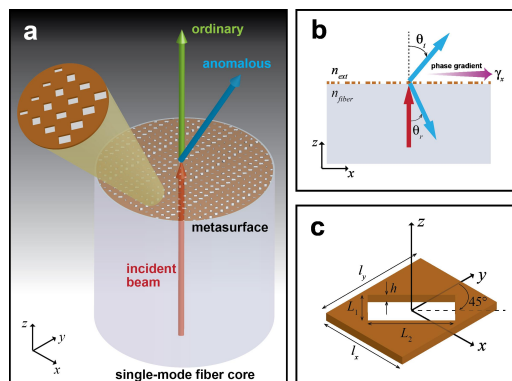 a
ordinary
anomalous
metasurface
incident
beam
single-mode fiber core
z
y
x
b
θt
phase gradient
γx
next
nfiber
θr
z
x
c
z
y
x
ly
lx
h
L1
L2
45°